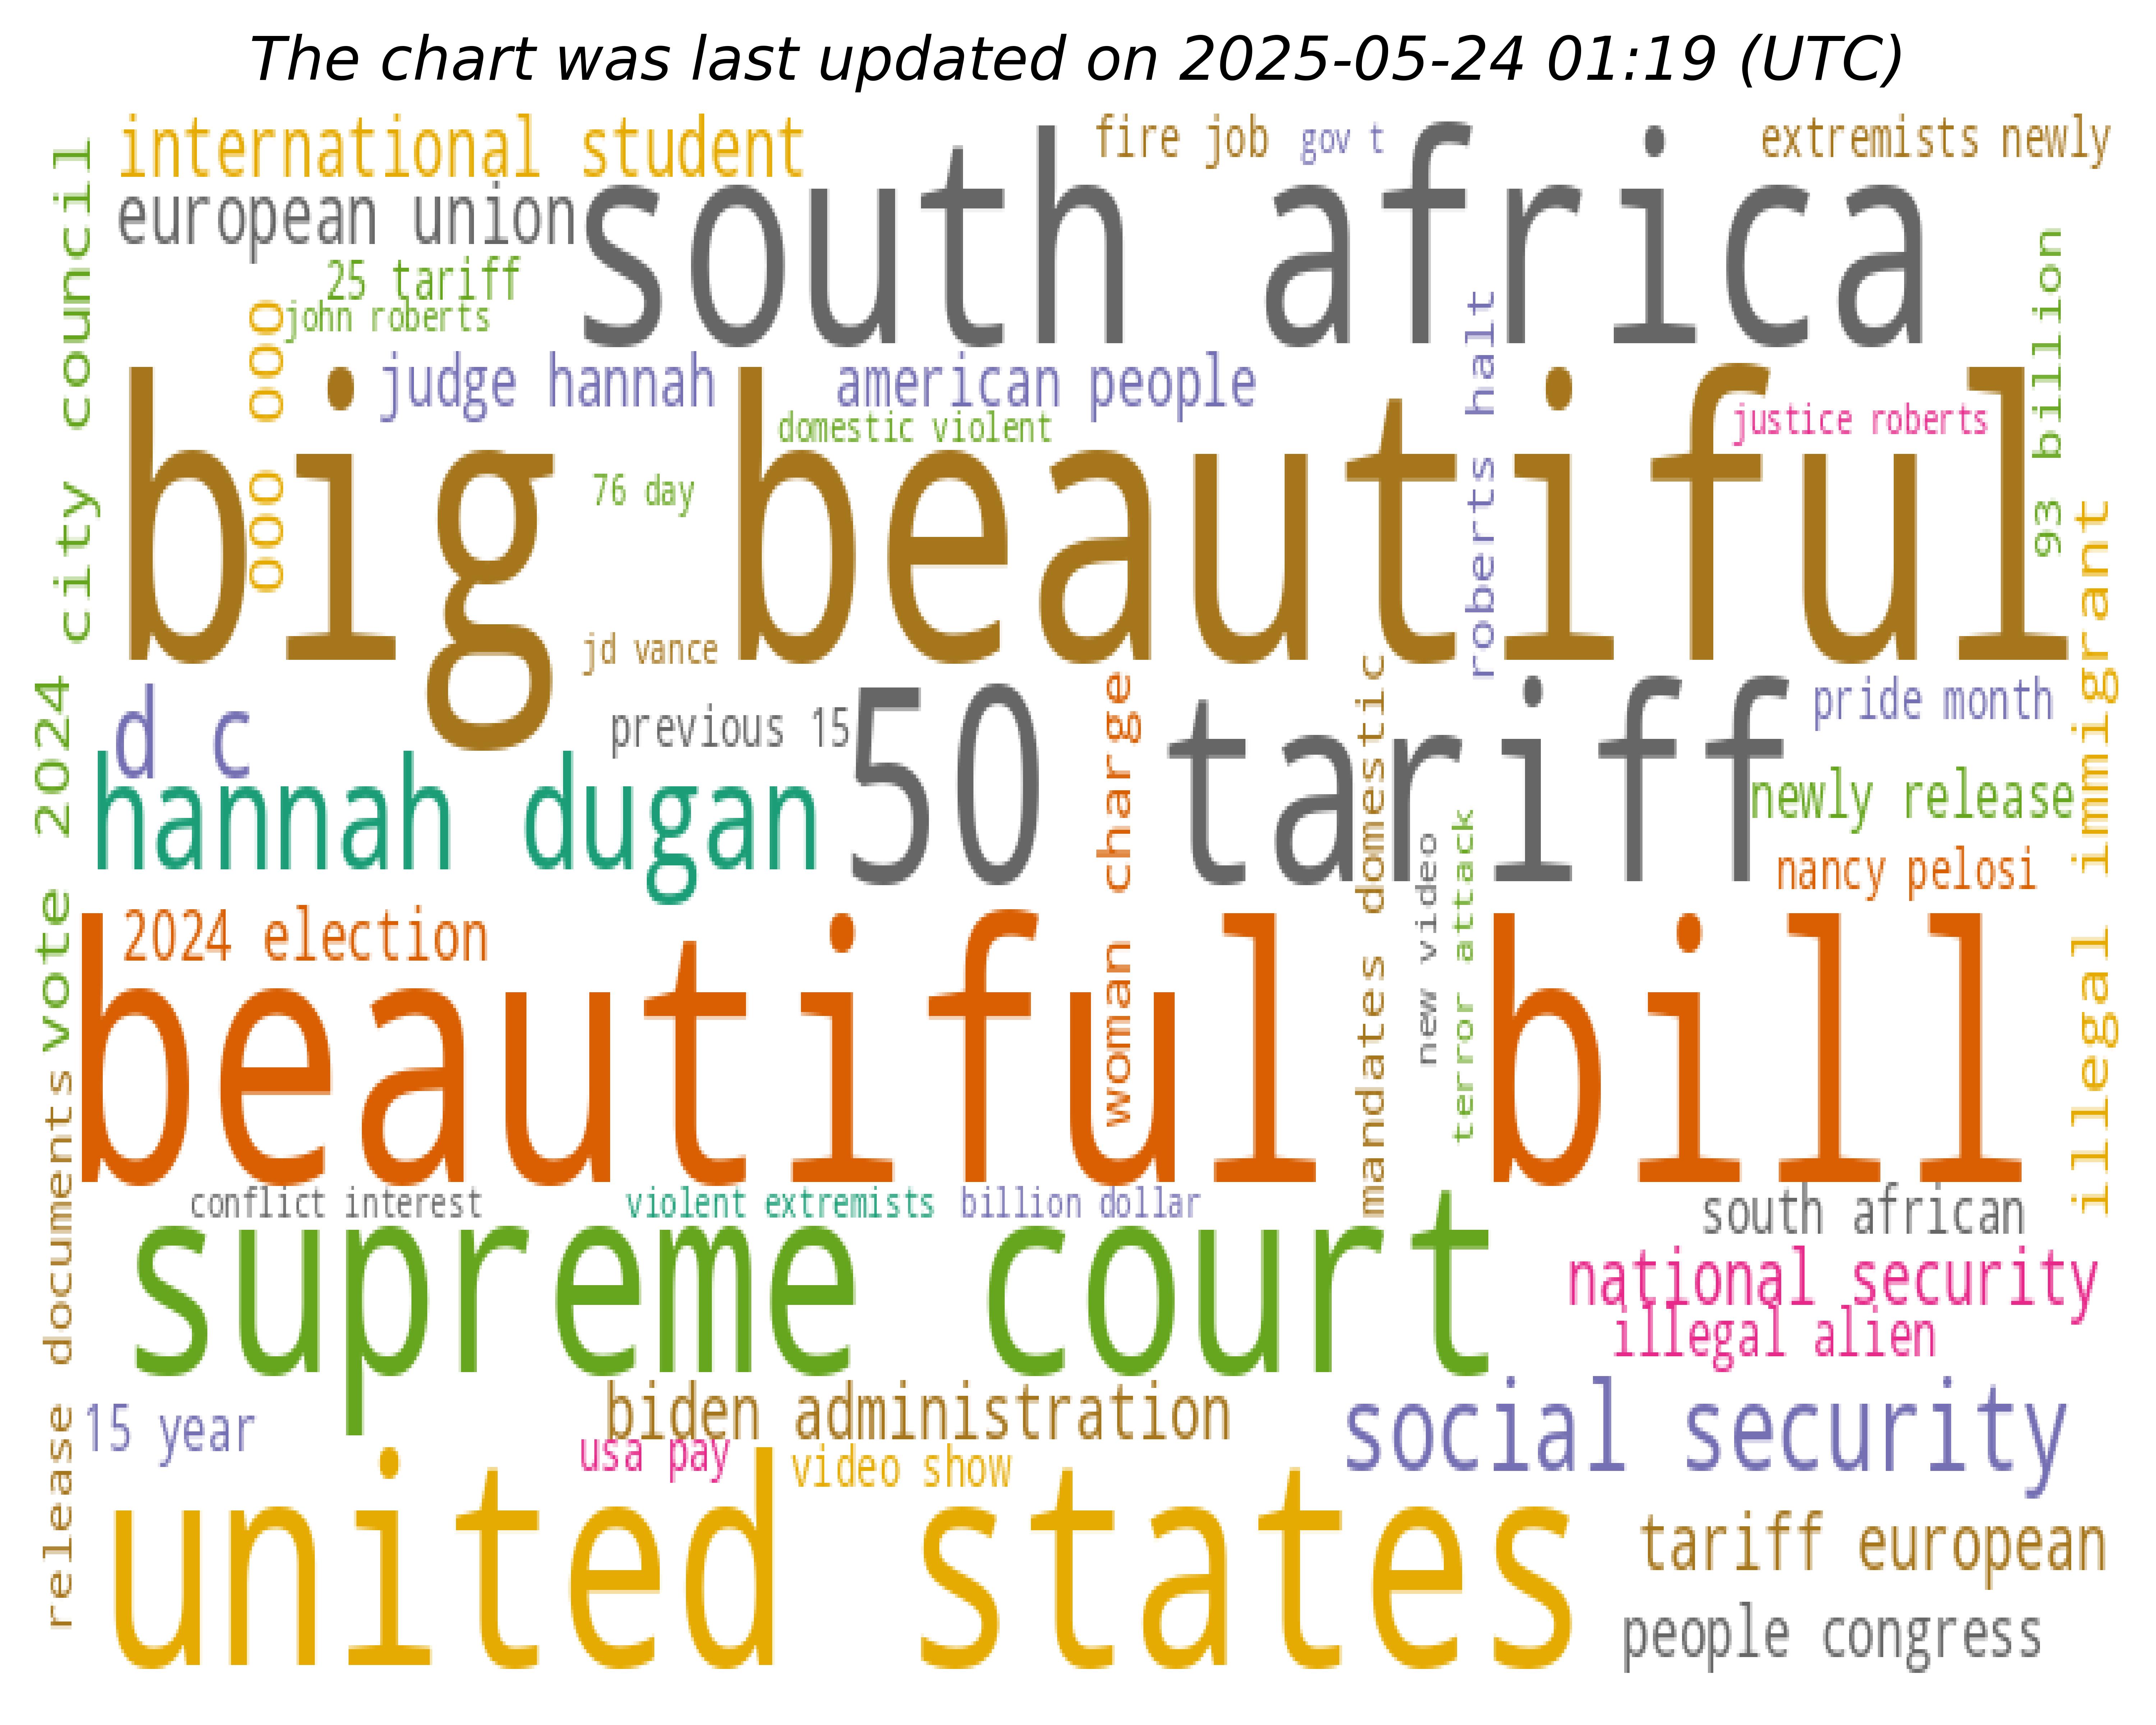 The chart was last updated on 2025-05-24 01:19 (UTC)
international student
fire job
gov t
extremists newly
european union
south africa
city council
25 tariff
john roberts
000 000
judge hannah
american people
roberts halt
93 billion
justice roberts
domestic violent
big beautiful
76 day
jd vance
illegal immigrant
d c
previous 15
50 tariff
pride month
hannah dugan
woman charge
mandates domestic
newly release
nancy pelosi
new video
terror attack
vote 2024
2024 election
beautiful bill
release documents
conflict interest
violent extremists
billion dollar
south african
supreme court
national security
illegal alien
15 year
biden administration
social security
usa pay
video show
united states
tariff european
people congress